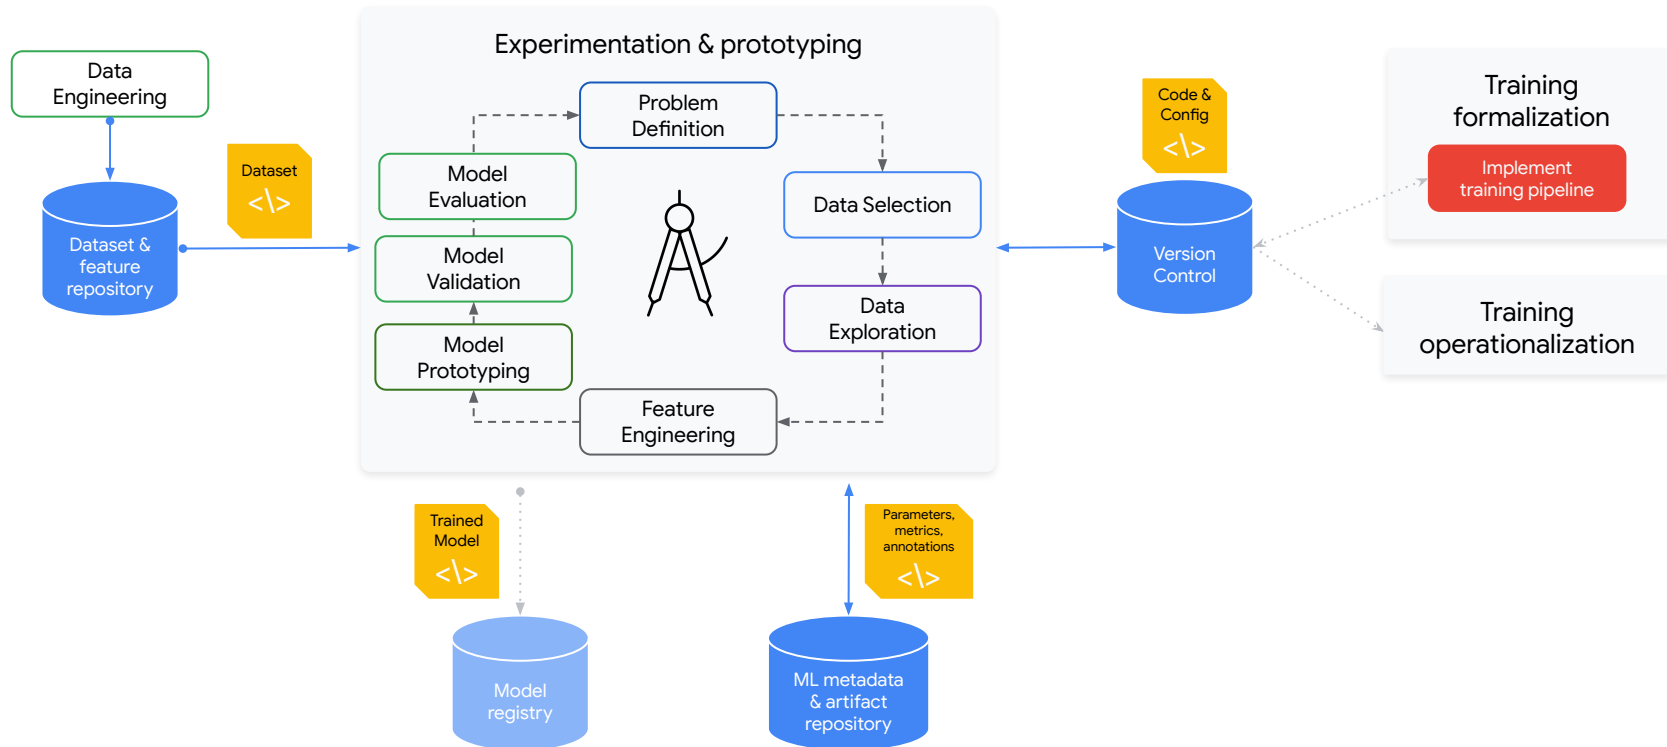 Experimentation & prototyping
Data
Engineering
Dataset
</>
Dataset &
feature
repository
Problem
Definition
Data Selection
Data
Exploration
Feature
Engineering
Model
Prototyping
Model
Validation
Model
Evaluation
Code &
Config
</>
Version
Control
Training
formalization
Implement
training pipeline
Training
operationalization
Trained
Model
</>
Model
registry
Parameters,
metrics,
annotations
</>
ML metadada
& artifact
repository